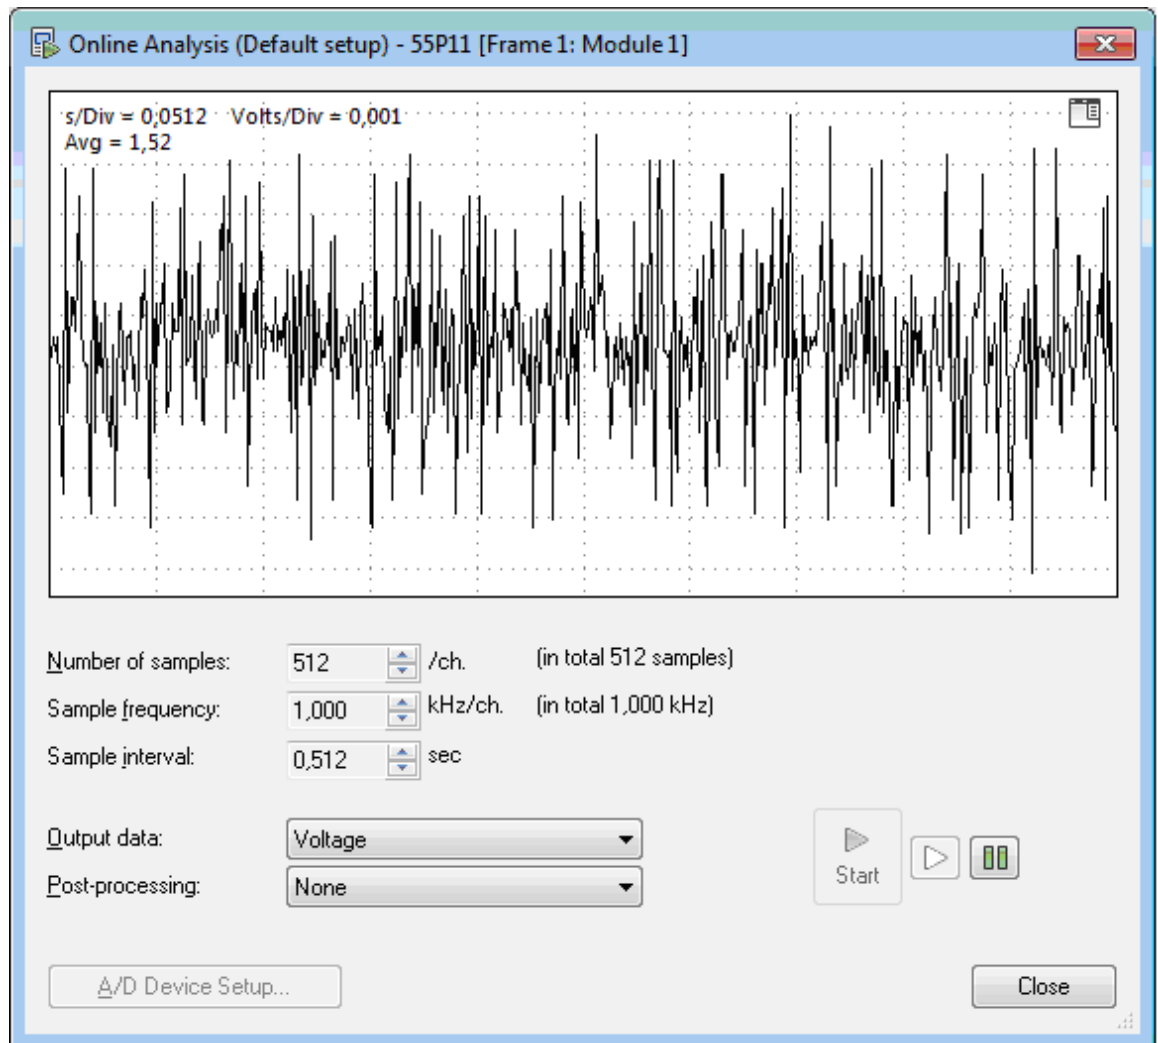 Online Analysis (Default setup) - 55P11 [Frame 1: Module 1]
s/Div = 0,0512 Volts/Div = 0,001
Avg = 1,52
Number of samples: 512 /ch. (in total 512 samples)
Sample frequency: 1,000 kHz/ch. (in total 1,000 kHz)
Sample interval: 0,512 sec
Output data: Voltage
Post-processing: None
Start
A/D Device Setup...
Close